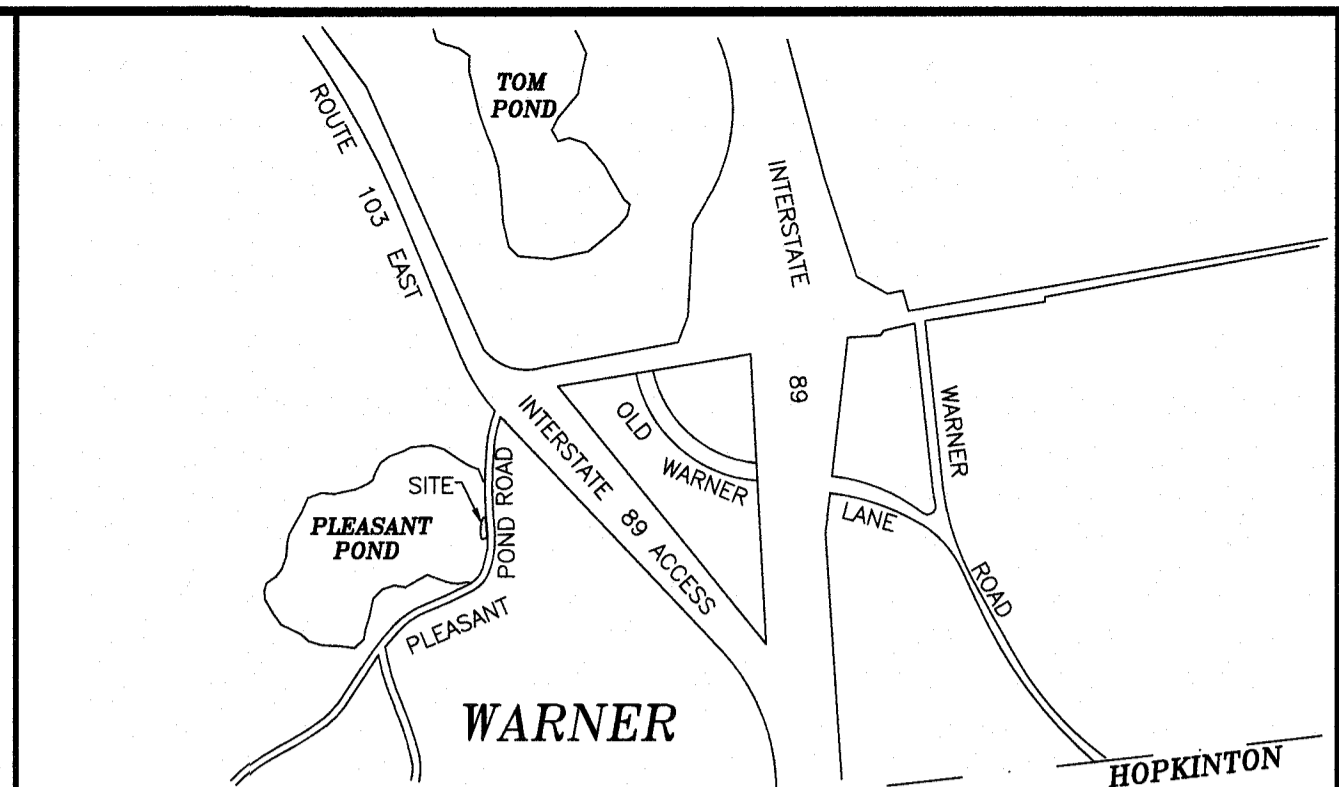 TOM
POND
ROUTE 103 EAST
INTERSTATE 89
WARNER ROAD
OLD WARNER LANE
INTERSTATE 89 ACCESS
SITE
PLEASANT
POND
PLEASANT POND ROAD
WARNER
HOPKINTON